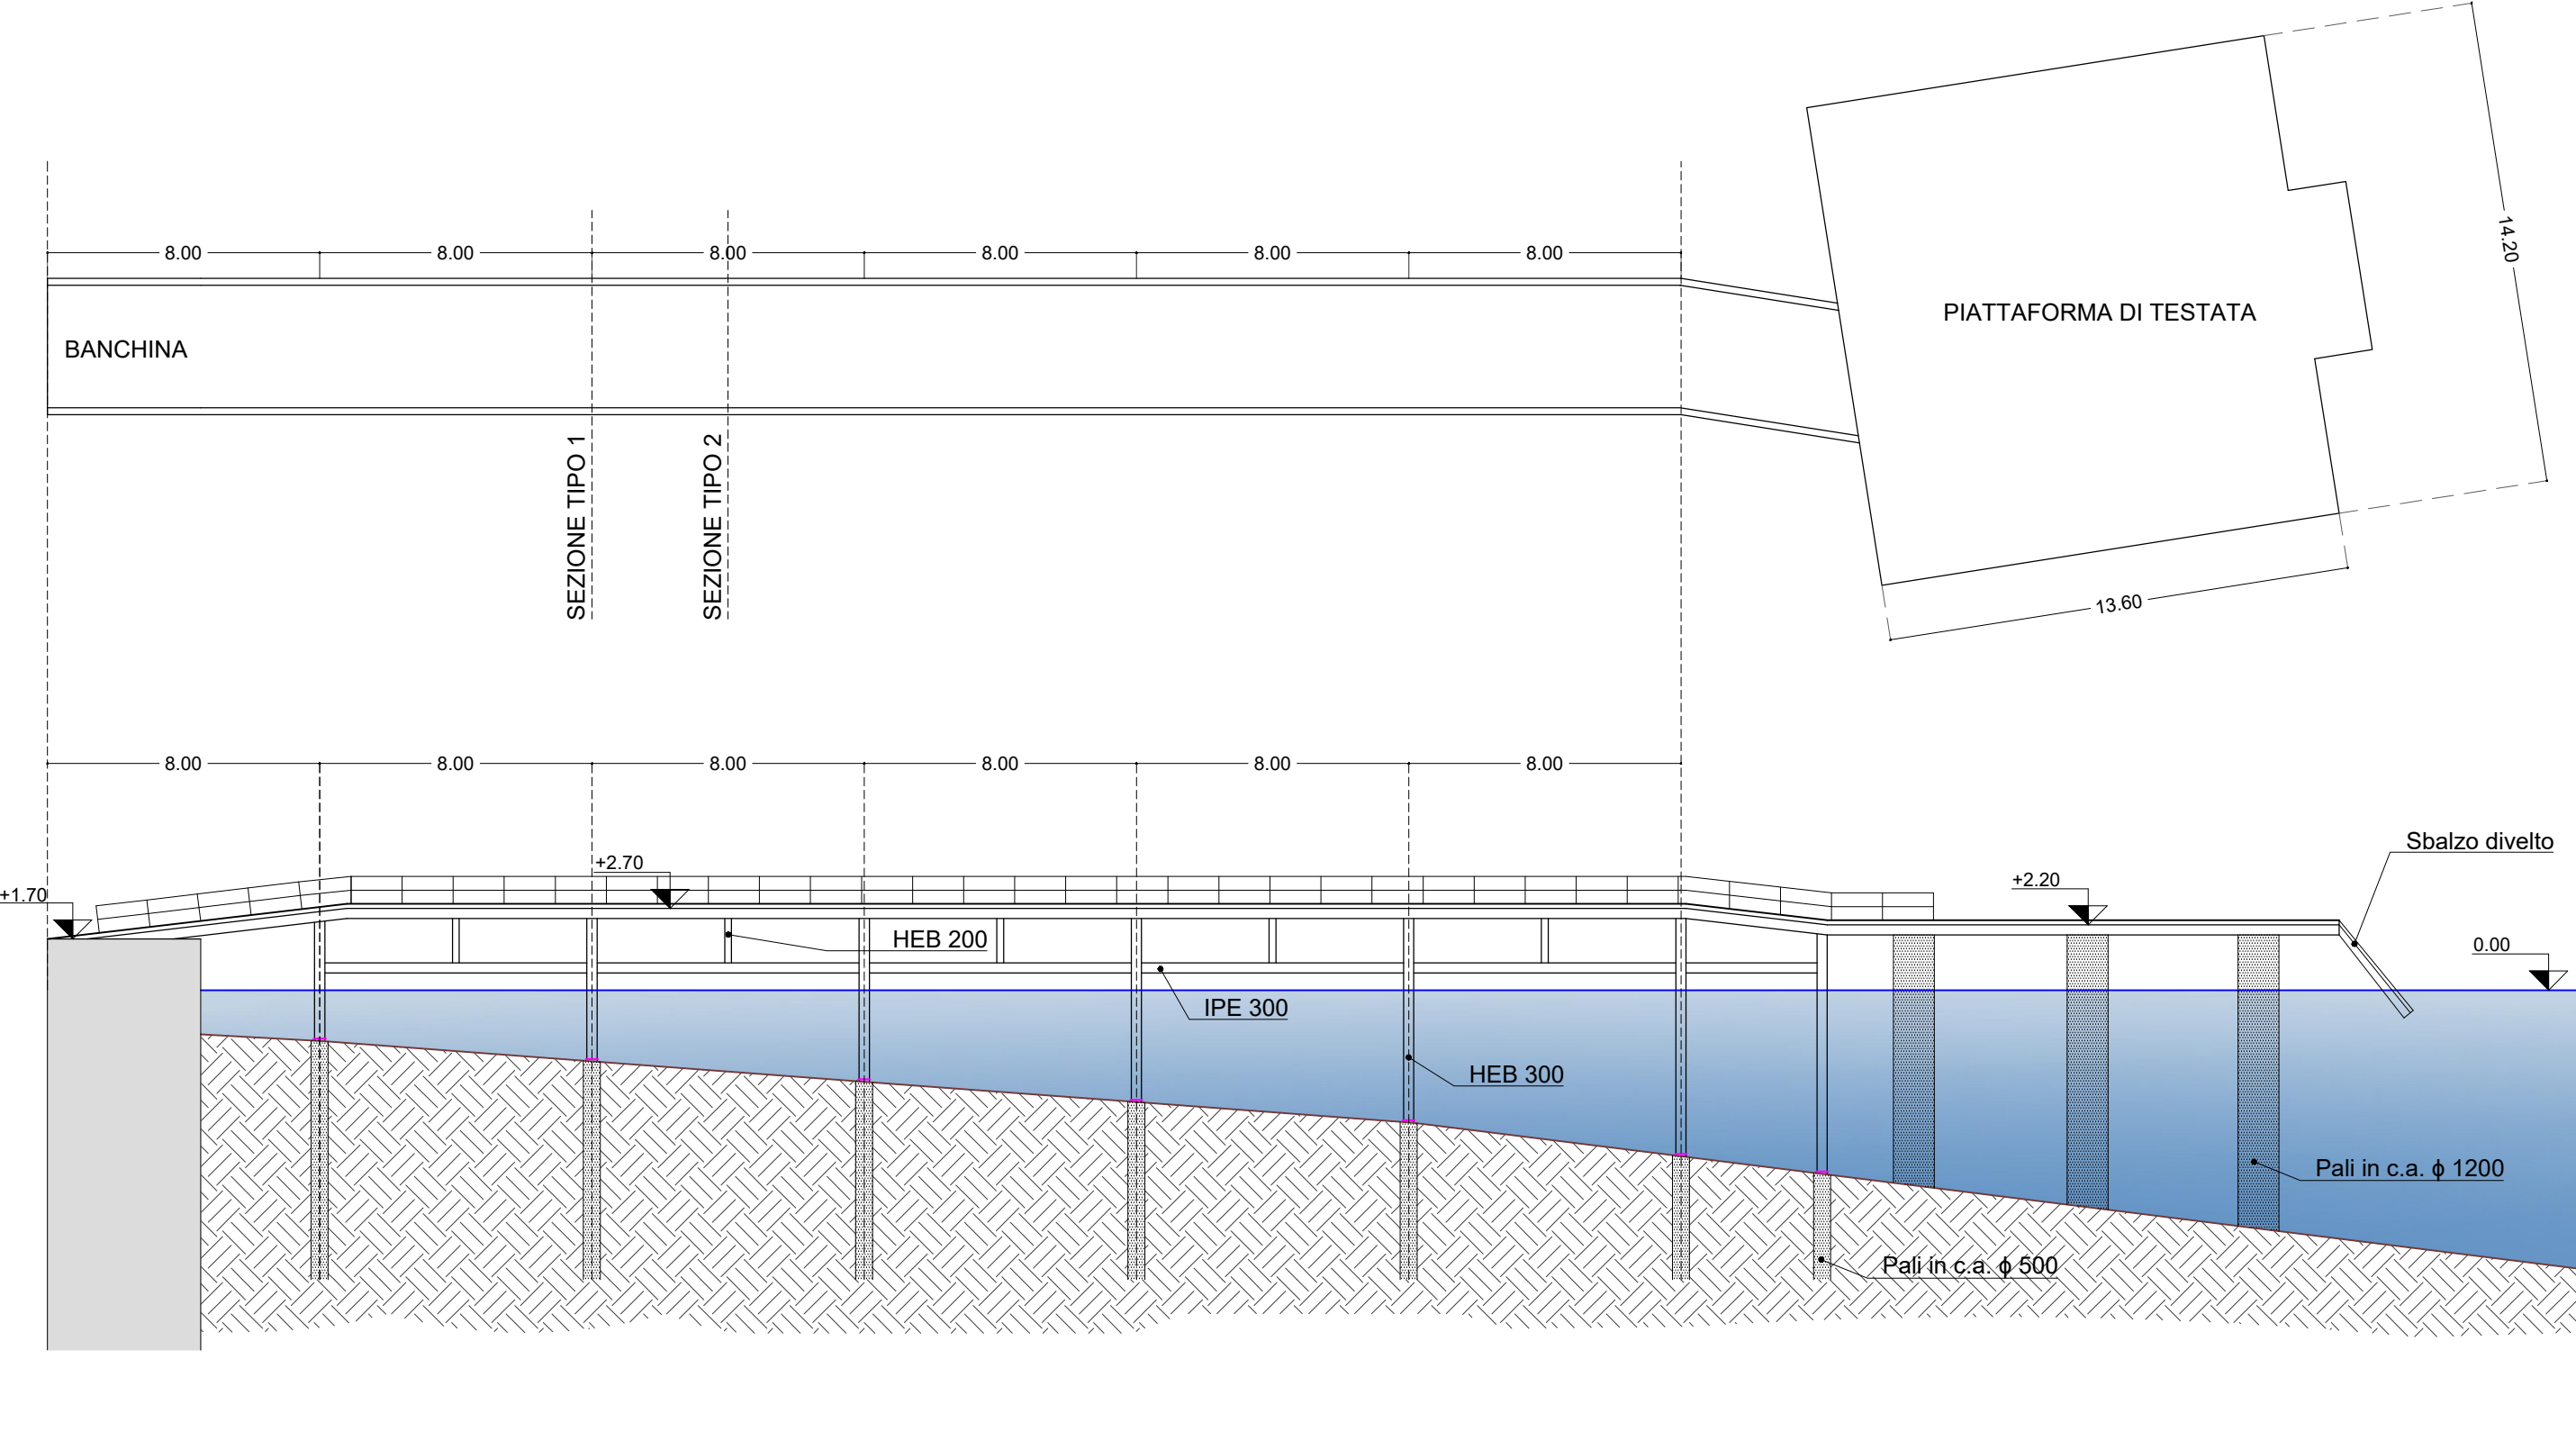 14.20
8.00
8.00
8.00
8.00
8.00
8.00
PIATTAFORMA DI TESTATA
BANCHINA
SEZIONE TIPO 1
SEZIONE TIPO 2
13.60
8.00
8.00
8.00
8.00
8.00
8.00
Sbalzo divelto
+2.70
+2.20
+1.70
HEB 200
0.00
IPE 300
HEB 300
Pali in c.a. ϕ 1200
Pali in c.a. ϕ 500